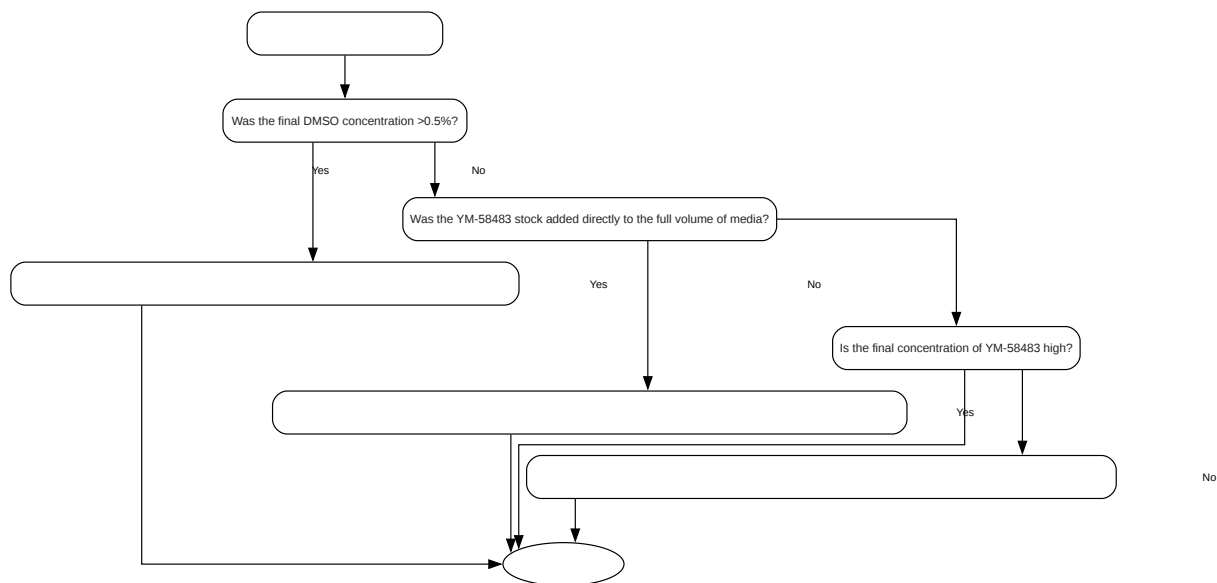 Was the final DMSO concentration >0.5%?
Yes
No
Was the YM-58483 stock added directly to the full volume of media?
Yes
No
Is the final concentration of YM-58483 high?
Yes
No